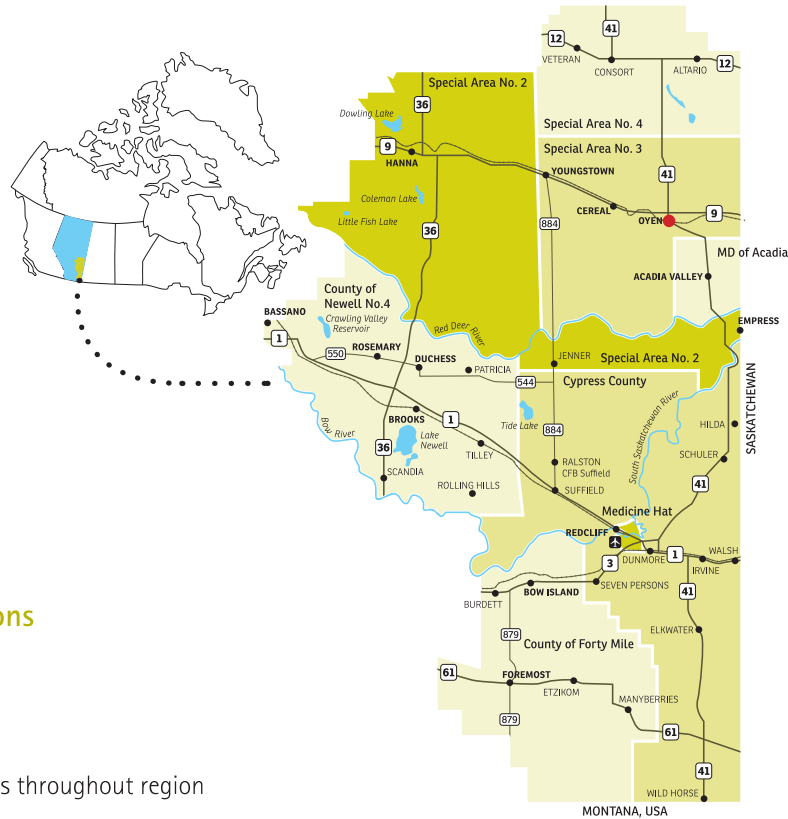 41
12
VETERAN
CONSORT
ALTARIO
12
Special Area No. 2
36
Dowling Lake
Special Area No. 4
9
HANNA
Special Area No. 3
YOUNGSTOWN
41
Coleman Lake
CEREAL
OYEN
9
Little Fish Lake
884
36
MD of Acadia
ACADIA VALLEY
County of
Newell No.4
BASSANO
Crawling Valley
Reservoir
Red Deer
River
EMPRESS
1
550
ROSEMARY
DUCHESS
PATRICIA
JENNER
Special Area No. 2
544
Cypress County
SASKATCHEWAN
BROOKS
1
Tide Lake
South Saskatchewan River
Bow River
36
Lake
Newell
884
HILDA
TILLEY
SCHULER
SCANDIA
RALSTON
CFB Suffield
41
ROLLING HILLS
SUFFIELD
Medicine Hat
REDCLIFF
DUNMORE
1
WALSH
3
IRVINE
SEVEN PERSONS
41
BOW ISLAND
BURDETT
ons
879
ELKWATER
County of Forty Mile
61
FOREMOST
ETZIKOM
MANYBERRIES
879
61
s throughout region
41
WILD HORSE
MONTANA, USA